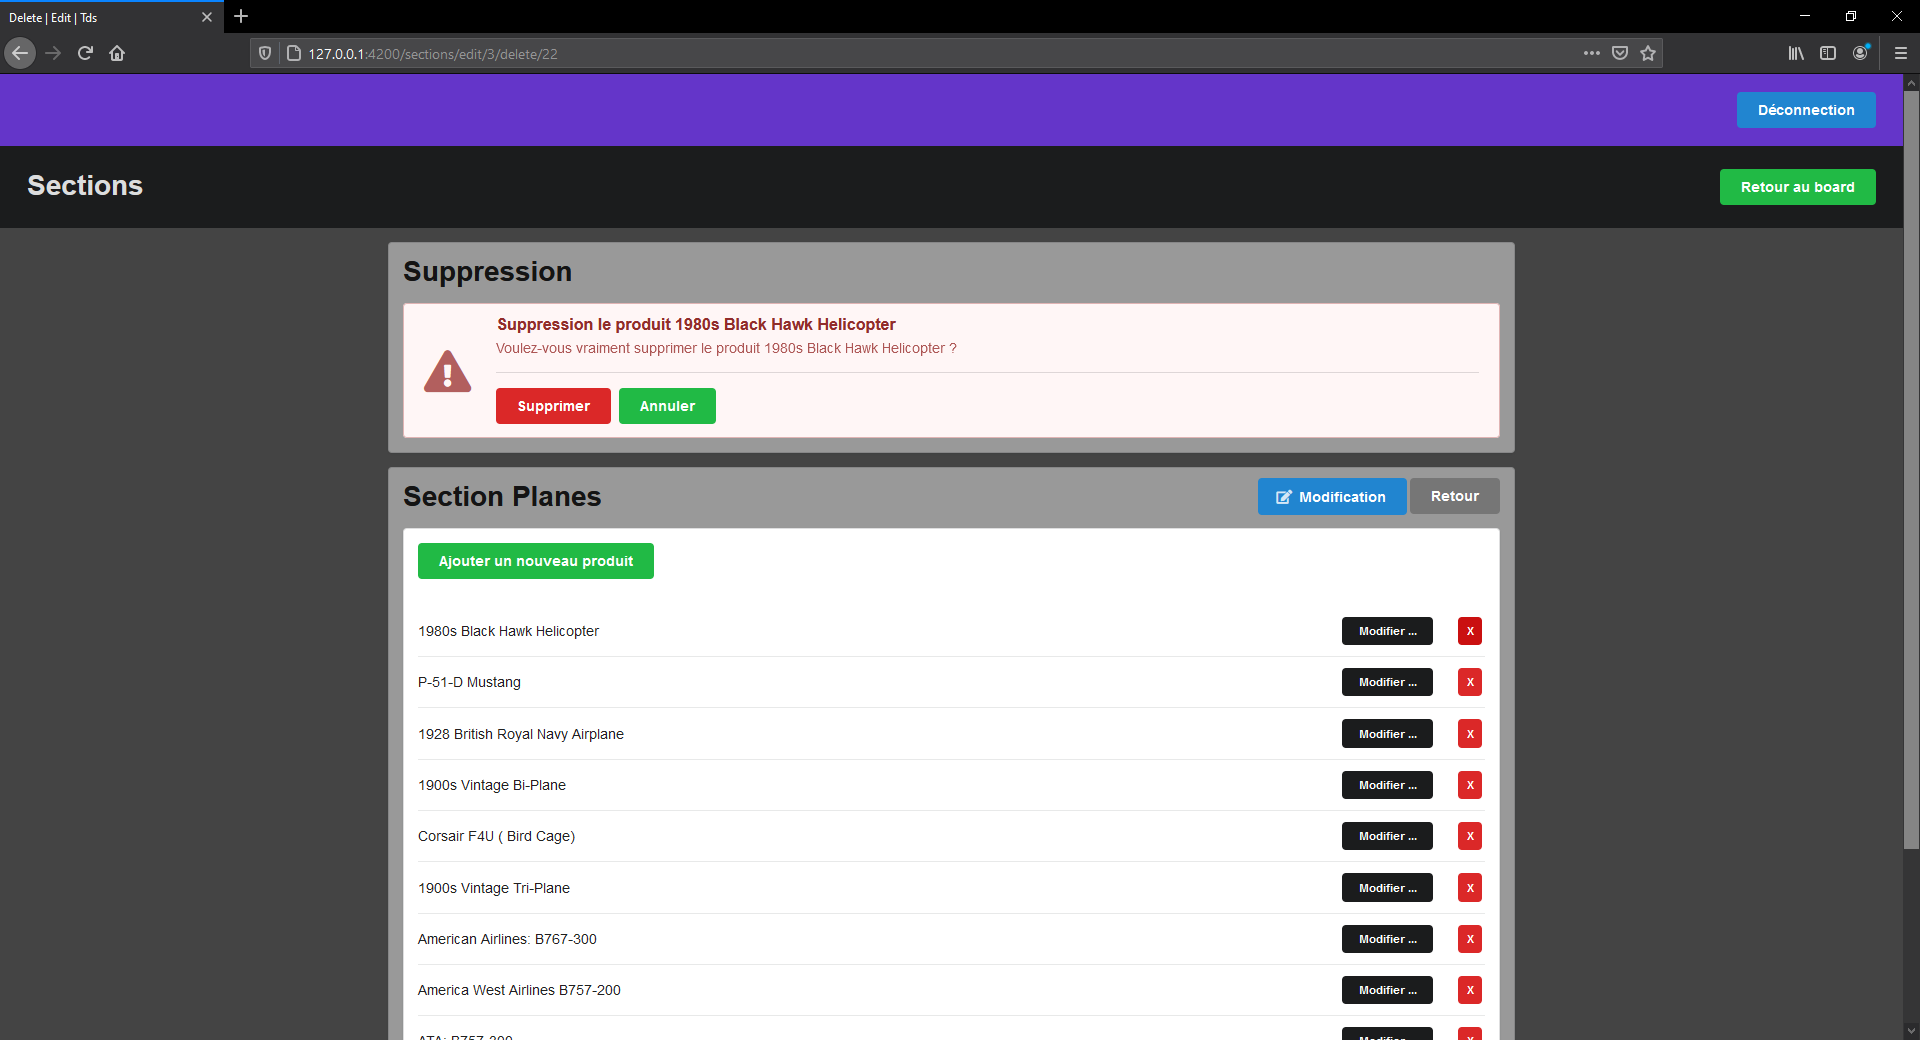 Delete | Edit | Tds
127.0.0.1:4200/sections/edit/3/delete/22
Déconnection
Sections
Retour au board
Suppression
Suppression le produit 1980s Black Hawk Helicopter
Voulez-vous vraiment supprimer le produit 1980s Black Hawk Helicopter ?
Supprimer Annuler
Section Planes
Modification Retour
Ajouter un nouveau produit
1980s Black Hawk Helicopter Modifier ... X
P-51-D Mustang Modifier ... X
1928 British Royal Navy Airplane Modifier ... X
1900s Vintage Bi-Plane Modifier ... X
Corsair F4U ( Bird Cage) Modifier ... X
1900s Vintage Tri-Plane Modifier ... X
American Airlines: B767-300 Modifier ... X
America West Airlines B757-200 Modifier ... X
ATA: B757-300 Modifier ... X